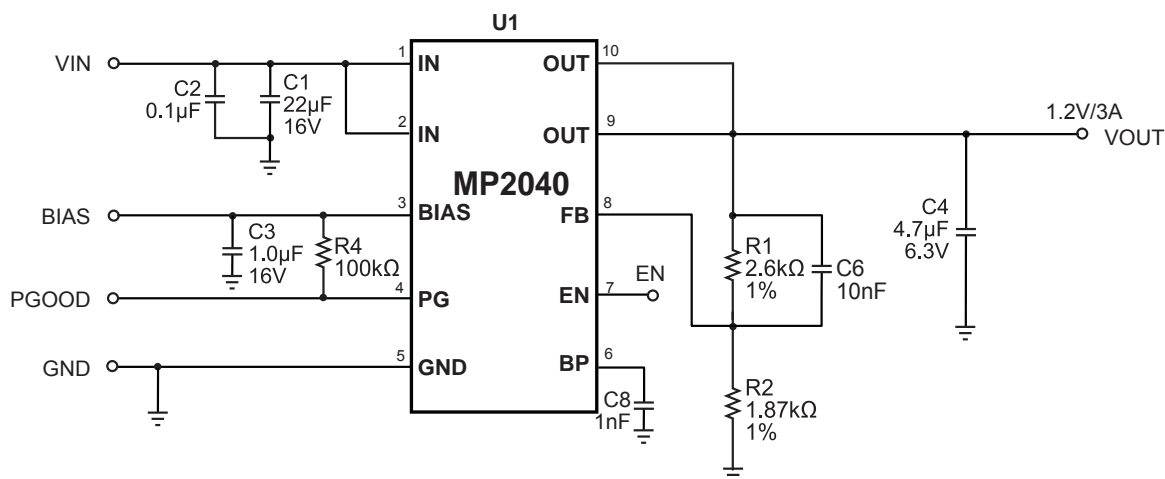 U1
VIN
C2
0.1µF
C1
22µF
16V
1
IN
2
IN
OUT
10
OUT
9
1.2V/3A
VOUT
MP2040
BIAS
C3
1.0µF
16V
R4
100kΩ
3
BIAS
FB
8
R1
2.6kΩ
1%
C6
10nF
C4
4.7µF
6.3V
PGOOD
4
PG
EN
7
EN
GND
5
GND
BP
6
C8
1nF
R2
1.87kΩ
1%